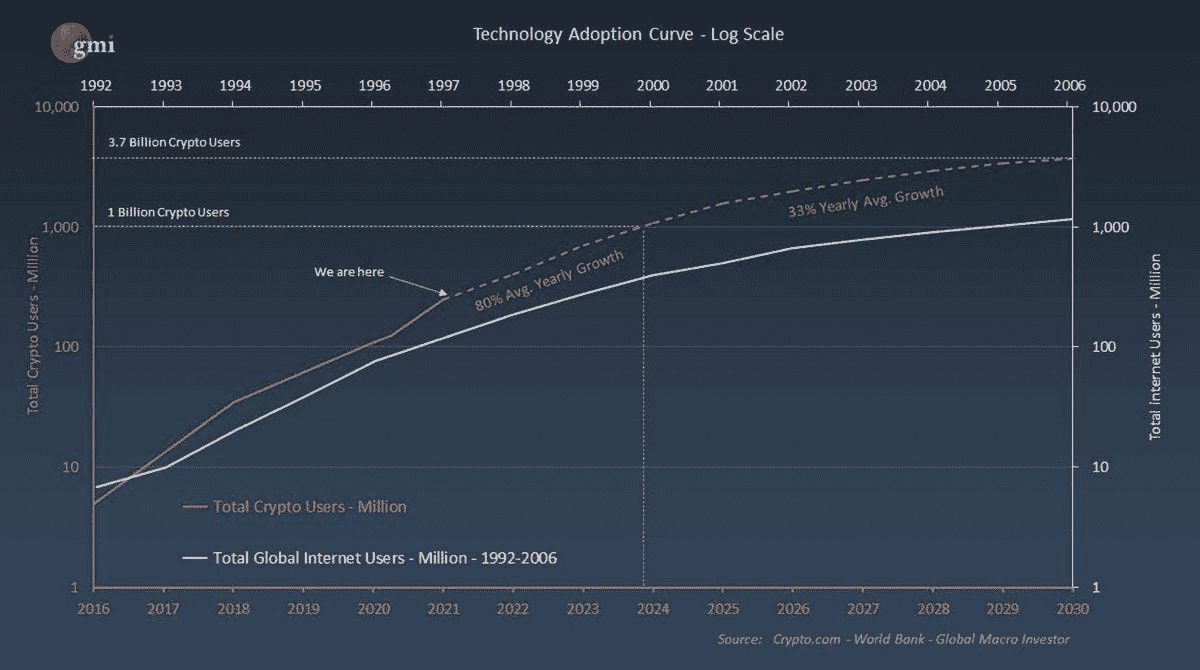 gmi
Technology Adoption Curve - Log Scale
1992 1993 1994 1995 1996 1997 1998 1999 2000 2001 2002 2003 2004 2005 2006
10,000 10,000
3.7 Billion Crypto Users
33% Yearly Avg. Growth
1 Billion Crypto Users
1,000 1,000
We are here
80% Avg. Yearly Growth
Total Crypto Users - Million
Total internet Users - Million
100 100
10 10
Total Crypto Users - Million
Total Global Internet Users - Million - 1992-2006
1 1
2016 2017 2018 2019 2020 2021 2022 2023 2024 2025 2026 2027 2028 2029 2030
Source: Crypto.com - World Bank - Global Macro Investor